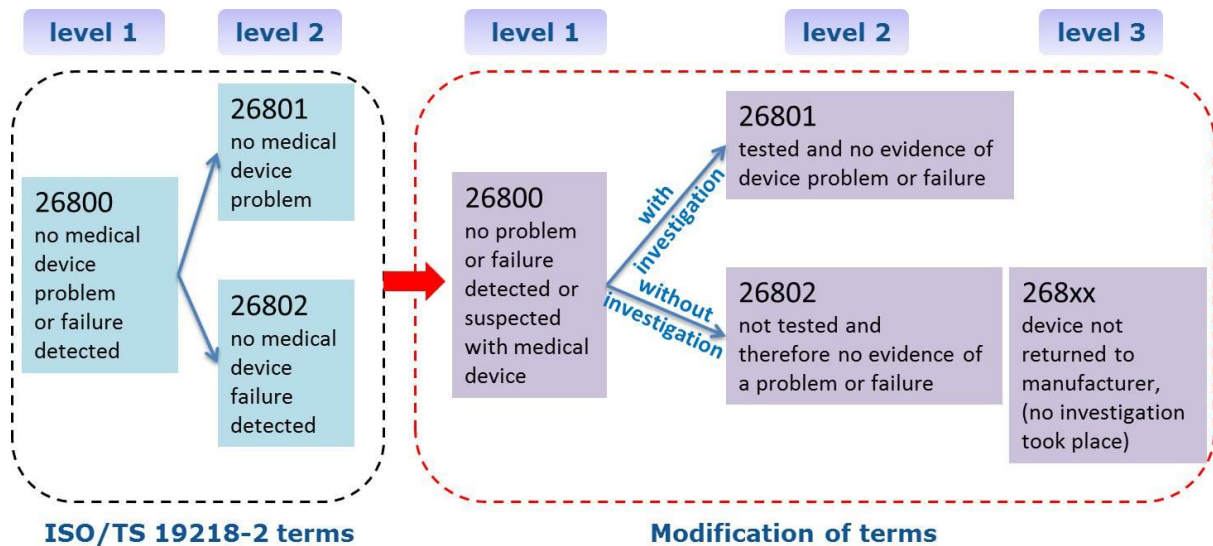 level 1
level 2
level 1
level 2
level 3
26800
no medical
device
problem
or failure
detected
26801
no medical
device
problem
26802
no medical
device
failure
detected
26800
no problem
or failure
detected or
suspected
with medical
device
with
investigation
without
investigation
26801
tested and no evidence of
device problem or failure
26802
not tested and
therefore no evidence of
a problem or failure
268xx
device not
returned to
manufacturer,
(no investigation
took place)
ISO/TS 19218-2 terms
Modification of terms